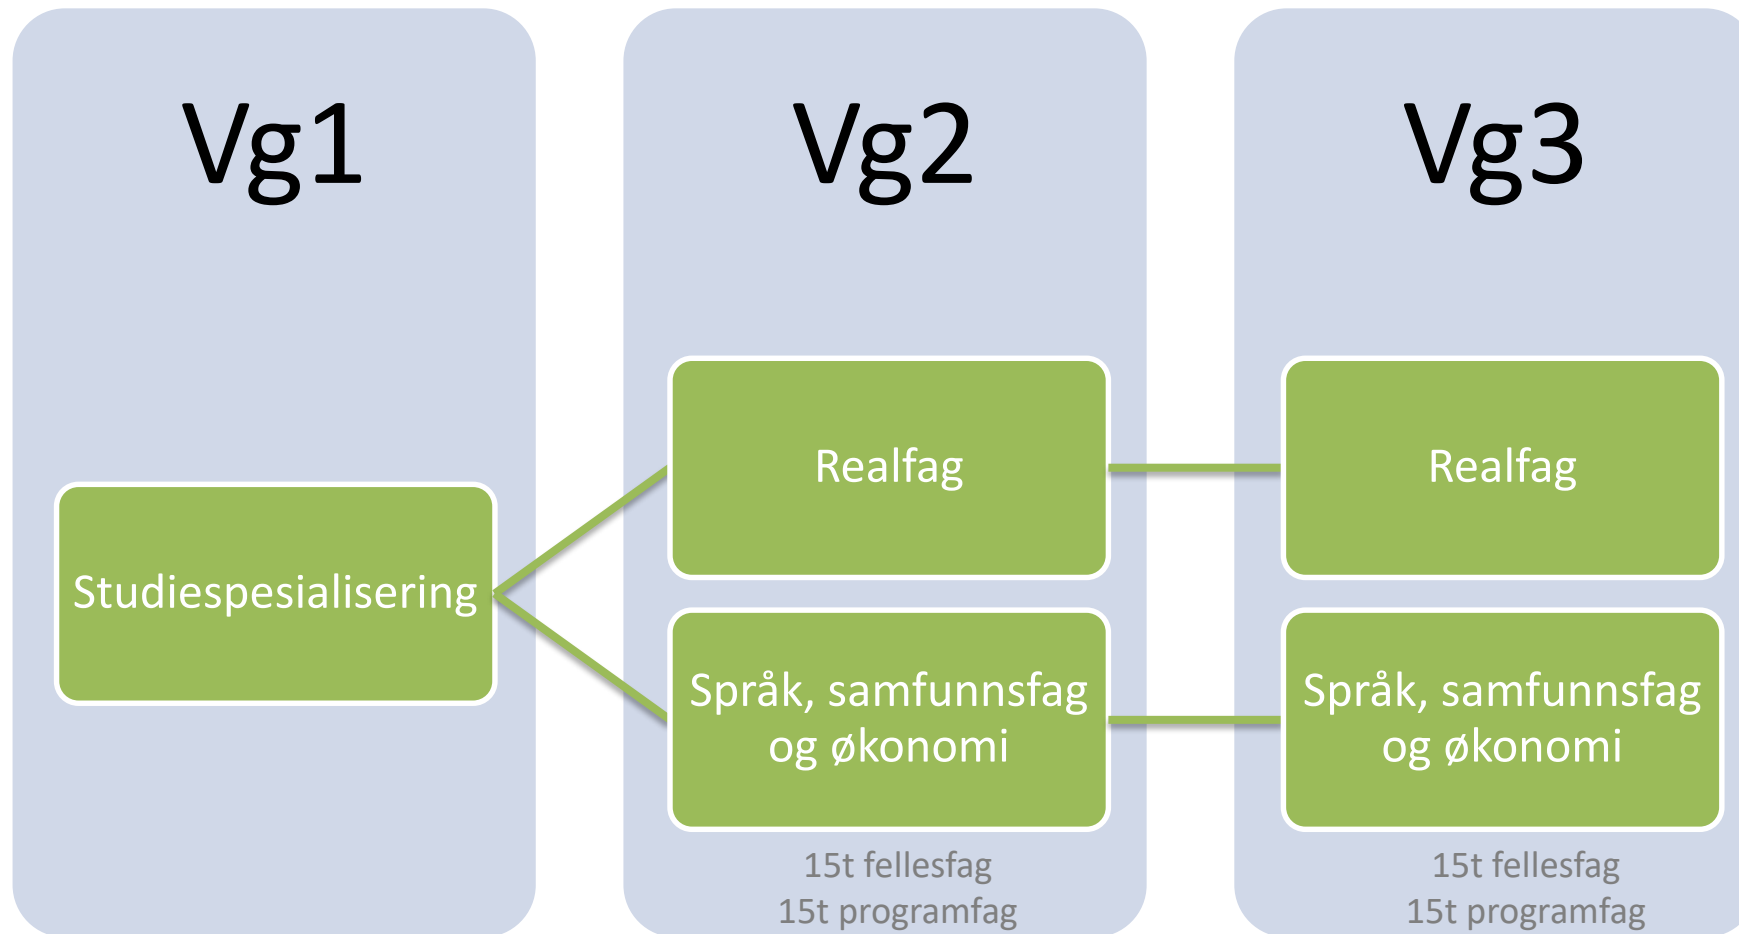 Vg1
Studiespesialisering
Vg2
Realfag
Språk, samfunnsfag
og økonomi
15t fellesfag
15t programfag
Vg3
Realfag
Språk, samfunnsfag
og økonomi
15t fellesfag
15t programfag